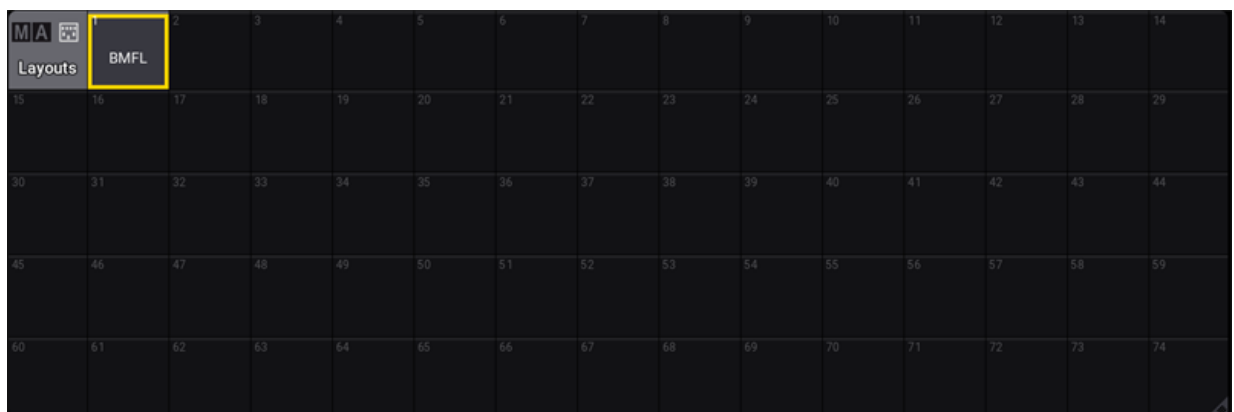 MA 1 2 3 4 5 6 7 8 9 10 11 12 13 14
Layouts BMFL
15 16 17 18 19 20 21 22 23 24 25 26 27 28 29
30 31 32 33 34 35 36 37 38 39 40 41 42 43 44
45 46 47 48 49 50 51 52 53 54 55 56 57 58 59
60 61 62 63 64 65 66 67 68 69 70 71 72 73 74